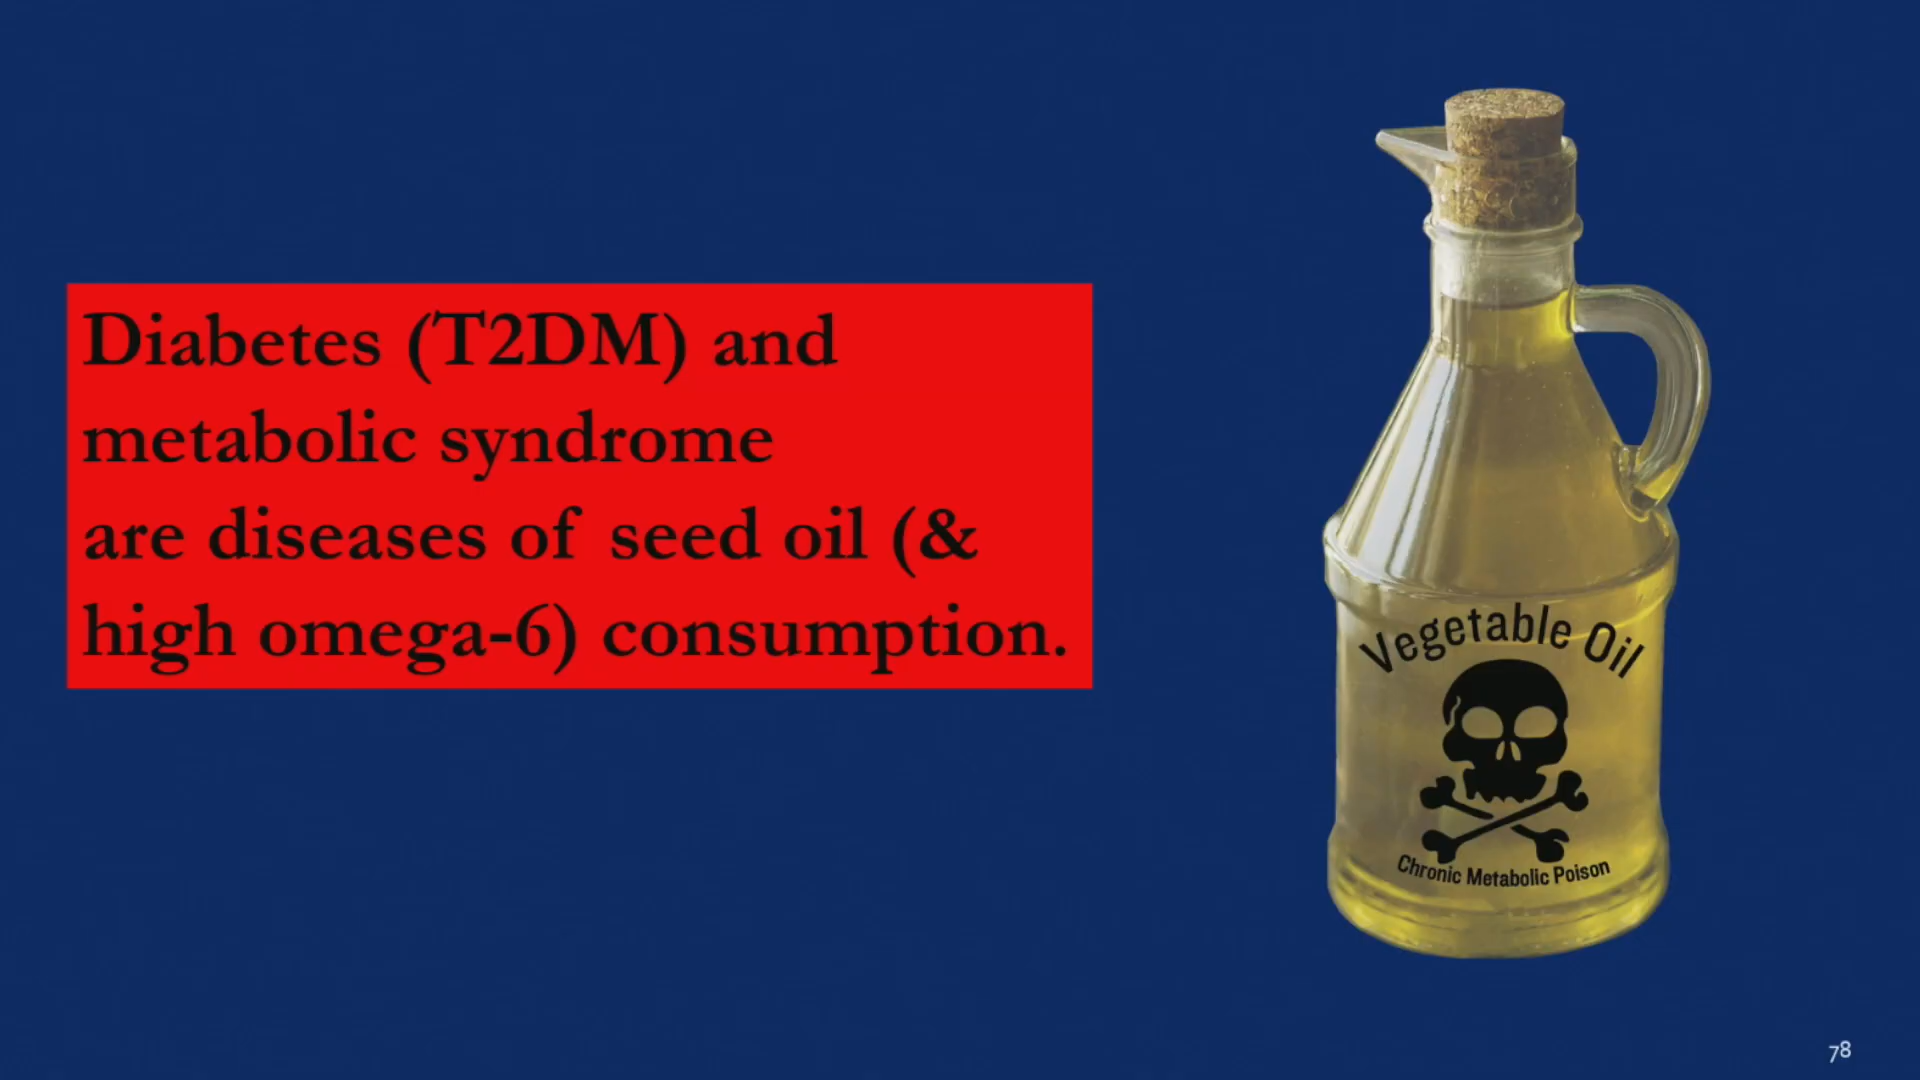 Diabetes (T2DM) and
metabolic syndrome
are diseases of seed oil (&
high omega-6) consumption.
Vegetable Oil
Chronic Metabolic Poison
78